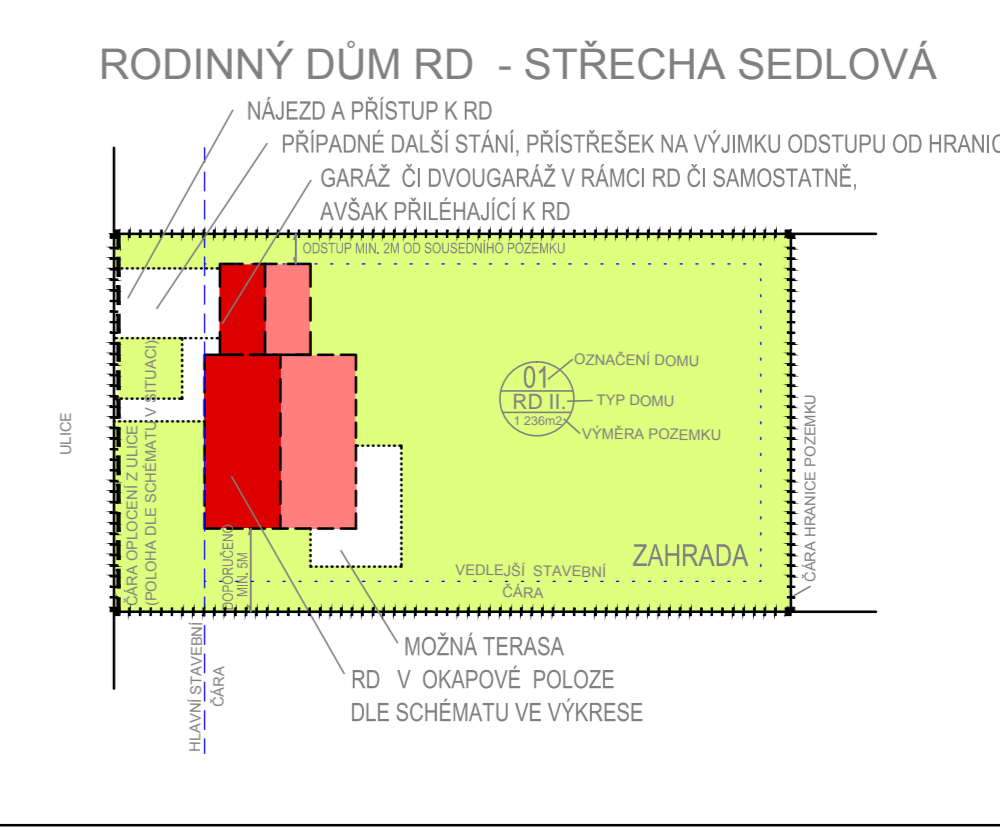 RODINNÝ DŮM RD - STŘECHA SEDLOVÁ
NÁJEZD A PŘÍSTUP K RD
PŘÍPADNÉ DALŠÍ STÁNÍ, PŘÍSTŘEŠEK NA VÝJIMKU ODSTUPU OD HRANIC
GARÁŽ ČI DVOUGARÁŽ V RÁMCI RD ČI SAMOSTATNĚ,
AVŠAK PŘILÉHAJÍCÍ K RD
ODSTUP MIN. 2M OD SOUSEDNÍHO POZEMKU
01
RD II.
1 236m2
OZNAČENÍ DOMU
TYP DOMU
VÝMĚRA POZEMKU
ULICE
ČÁRA OPLOCENÍ Z ULICE
(POLOHA DLE SCHÉMATU V SITUACI)
DOPORUČENO
MIN. 5M
VEDLEJŠÍ STAVEBNÍ
ČÁRA
ZAHRADA
ČÁRA HRANICE POZEMKU
HLAVNÍ STAVEBNÍ
ČÁRA
MOŽNÁ TERASA
RD V OKAPOVÉ POLOZE
DLE SCHÉMATU VE VÝKRESE